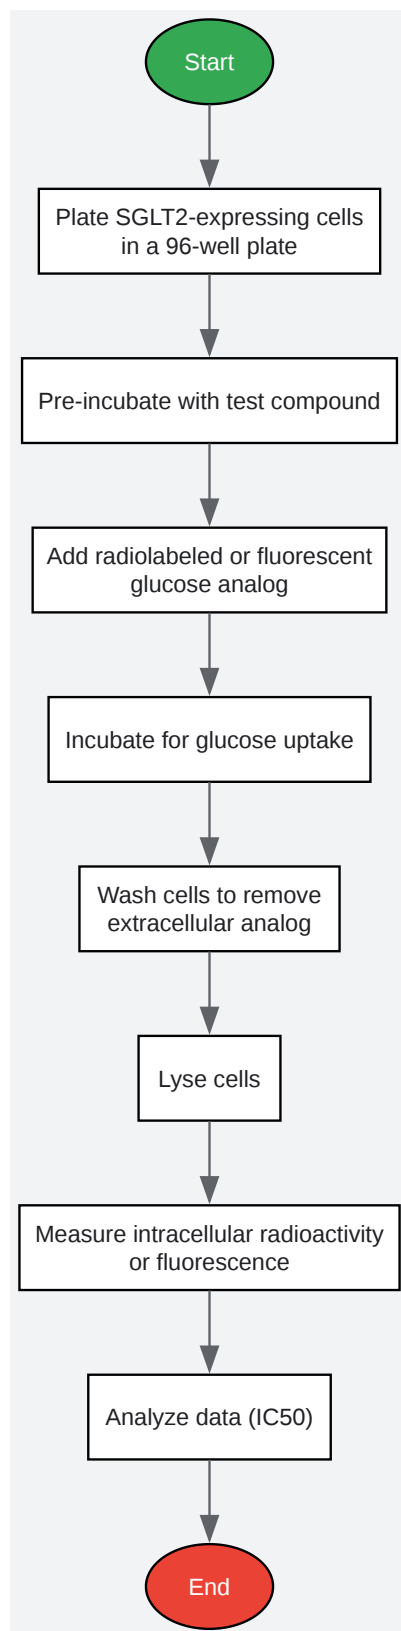 Start
Plate SGLT2-expressing cells
in a 96-well plate
Pre-incubate with test compound
Add radiolabeled or fluorescent
glucose analog
Incubate for glucose uptake
Wash cells to remove
extracellular analog
Lyse cells
Measure intracellular radioactivity
or fluorescence
Analyze data (IC50)
End